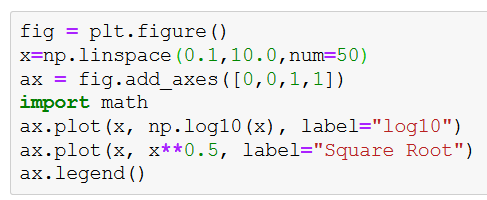 fig = plt.figure()
x=np.linspace(0.1,10.0,num=50)
ax = fig.add_axes([0,0,1,1])
import math
ax.plot(x, np.log10(x), label="log10")
ax.plot(x, x**0.5, label="Square Root")
ax.legend()